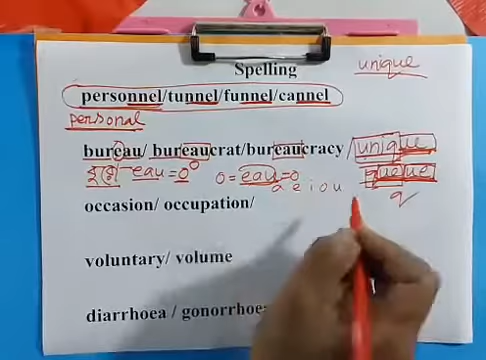 Spelling unique
personnel/tunnel/funnel/cannel
personal
bureau/ bureaucrat/bureaucracy /unique
eau = o o = eau = o queue
a e i o u q
occasion/ occupation/
voluntary/ volume
diarrhoea / gonorrhoea